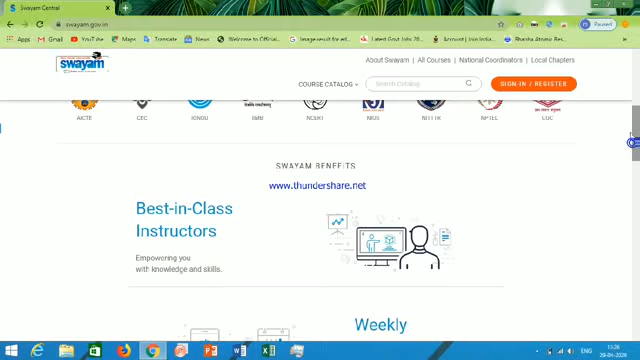 Swayam Central
swayam.gov.in
Paused
Apps
Gmail
YouTube
Maps
Translate
News
Welcome to Official...
Image result for edi...
Latest Govt Jobs 20...
Account | Join India...
Bhabha Atomic Res...
swayam
About Swayam | All Courses | National Coordinators | Local Chapters
COURSE CATALOG
Search Catalog
SIGN-IN / REGISTER
AICTE
CEC
IGNOU
IIMB
NCERT
NIOS
NITTTR
NPTEL
UGC
SWAYAM BENEFITS
www.thundershare.net
Best-in-Class
Instructors
Empowering you
with knowledge and skills.
Weekly
ENG
13:26
29-04-2020